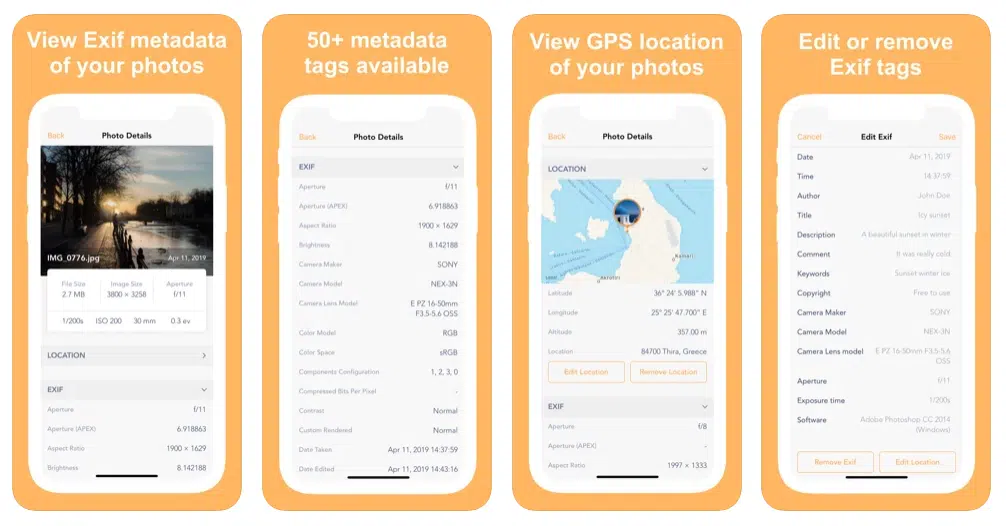 View Exif metadata
of your photos
Back Photo Details
IMG_0776.jpg Apr 11, 2019
File Size Image Size Aperture
2.7 MB 3800 × 3258 f/11
1/200s ISO 200 30 mm 0.3 ev
LOCATION
EXIF
Aperture f/11
Aperture (APEX) 6.918863
Aspect Ratio 1900 × 1629
Brightness 8.142188
50+ metadata
tags available
Back Photo Details
EXIF
Aperture f/11
Aperture (APEX) 6.918863
Aspect Ratio 1900 × 1629
Brightness 8.142188
Camera Maker SONY
Camera Model NEX-3N
Camera Lens Model E PZ 16-50mm
F3.5-5.6 OSS
Color Model RGB
Color Space sRGB
Components Configuration 1, 2, 3, 0
Compressed Bits Per Pixel -
Contrast Normal
Custom Rendered Normal
Date Taken Apr 11, 2019 14:37:59
Date Edited Apr 11, 2019 14:43:16
View GPS location
of your photos
Back Photo Details
LOCATION
Kamari
Latitude 36° 24' 5.988" N
Longitude 25° 25' 47.700" E
Altitude 357.00 m
Location 84700 Thira, Greece
Edit Location Remove Location
EXIF
Aperture f/8
Aperture (APEX) -
Aspect Ratio 1997 × 1333
Edit or remove
Exif tags
Cancel Edit Exif Save
Date Apr 11, 2019
Time 14:37:59
Author John Doe
Title Icy sunset
Description A beautiful sunset in winter
Comment It was really cold
Keywords Sunset winter ice
Copyright Free to use
Camera Maker SONY
Camera Model NEX-3N
Camera Lens model E PZ 16-50mm F3.5-5.6
OSS
Aperture f/11
Exposure time 1/200s
Software Adobe Photoshop CC 2014
(Windows)
Remove Exif Edit Location